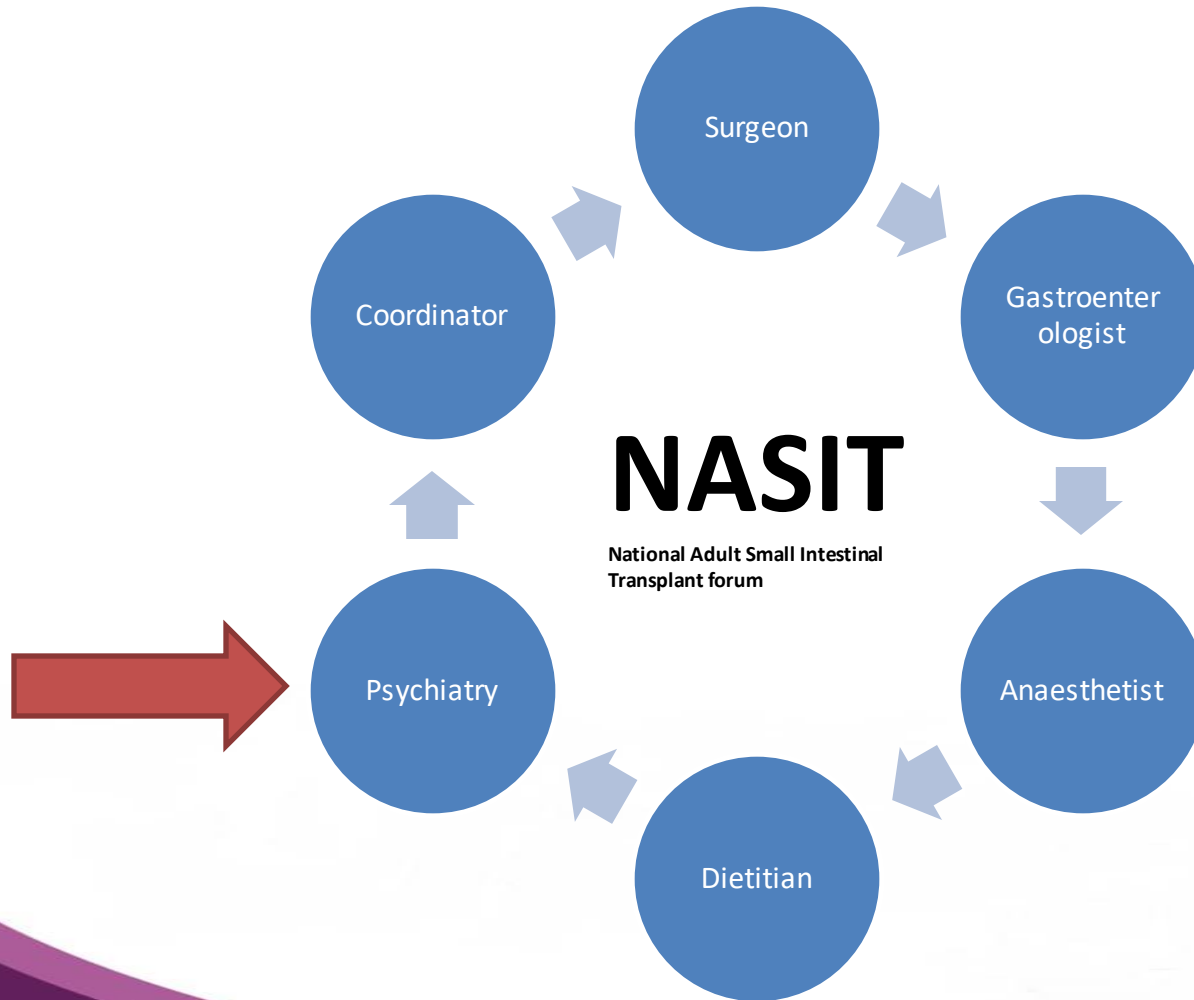 Surgeon
Gastroenter
ologist
Coordinator
NASIT
National Adult Small Intestinal
Transplant forum
Psychiatry
Anaesthetist
Dietitian